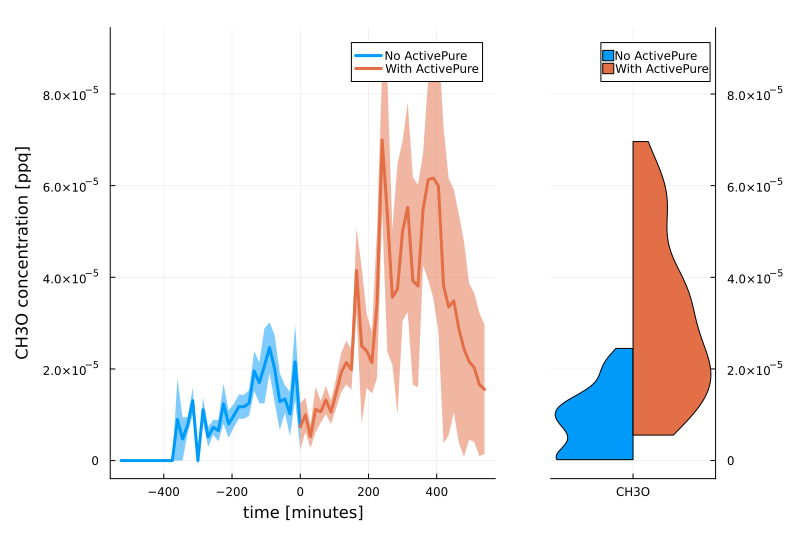 No ActivePure
With ActivePure
CH3O concentration [ppq]
8.0×10⁻⁵
6.0×10⁻⁵
4.0×10⁻⁵
2.0×10⁻⁵
0
−400 −200 0 200 400
time [minutes]
No ActivePure
With ActivePure
8.0×10⁻⁵
6.0×10⁻⁵
4.0×10⁻⁵
2.0×10⁻⁵
0
CH3O